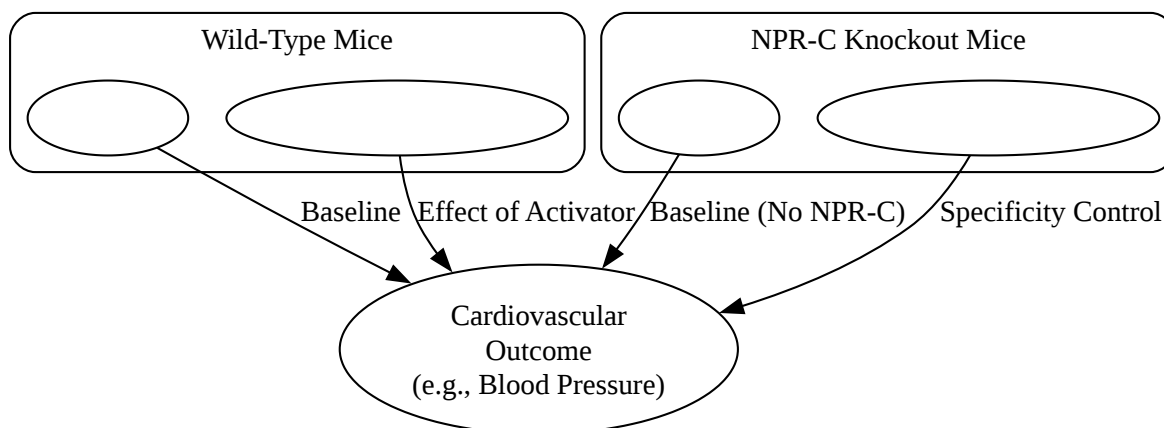 Wild-Type Mice
NPR-C Knockout Mice
Baseline
Effect of Activator
Baseline (No NPR-C)
Specificity Control
Cardiovascular
Outcome
(e.g., Blood Pressure)